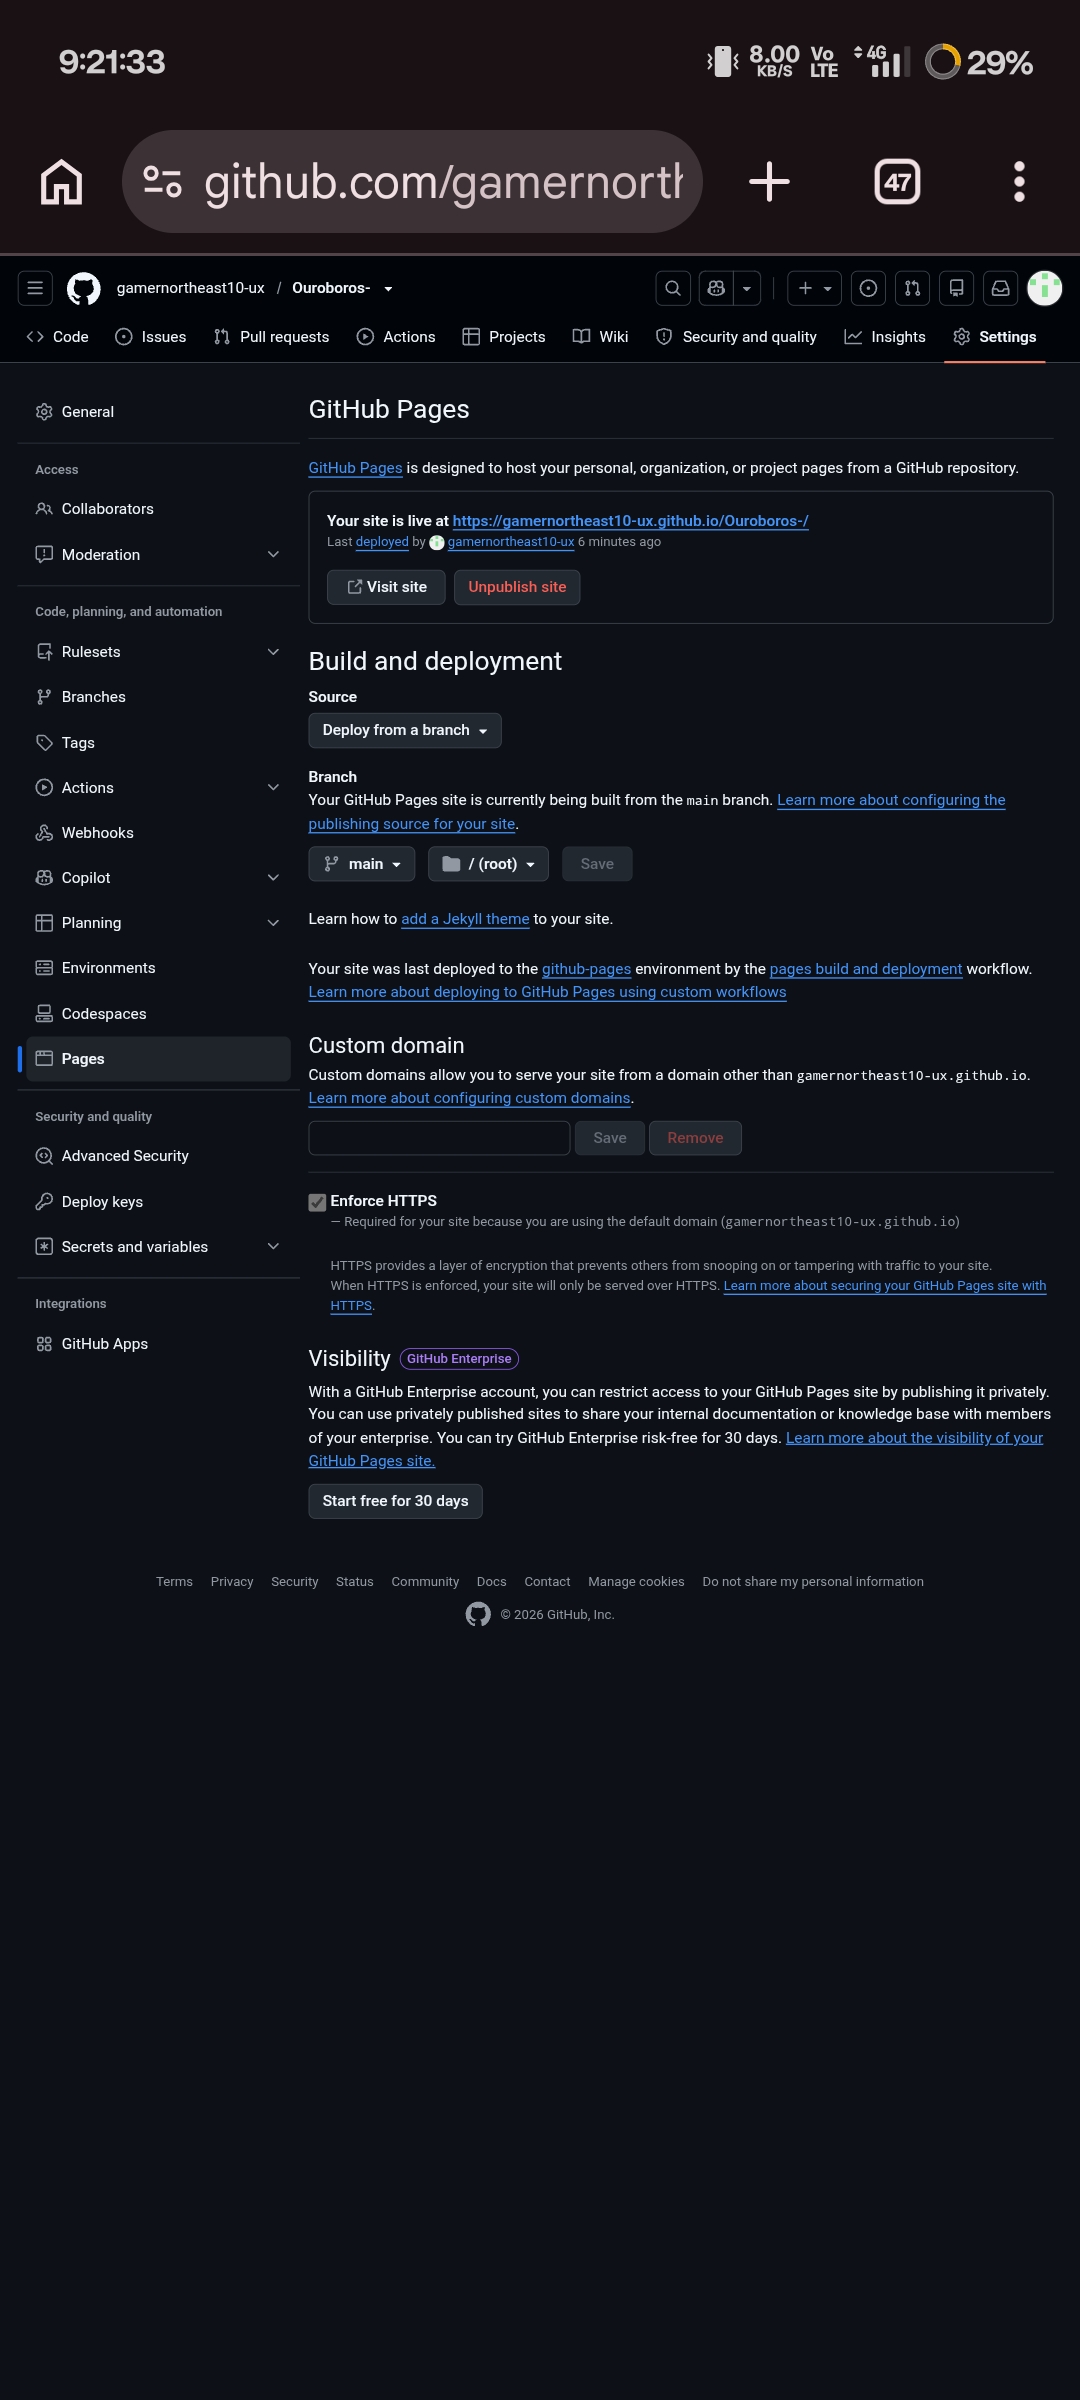 9:21:33
8.00 KB/S Vo LTE 4G 29%
github.com/gamernorth
47
gamernortheast10-ux / Ouroboros-
Code Issues Pull requests Actions Projects Wiki Security and quality Insights Settings
General
Access
Collaborators
Moderation
Code, planning, and automation
Rulesets
Branches
Tags
Actions
Webhooks
Copilot
Planning
Environments
Codespaces
Pages
Security and quality
Advanced Security
Deploy keys
Secrets and variables
Integrations
GitHub Apps
GitHub Pages
GitHub Pages is designed to host your personal, organization, or project pages from a GitHub repository.
Your site is live at https://gamernortheast10-ux.github.io/Ouroboros-/
Last deployed by gamernortheast10-ux 6 minutes ago
Visit site Unpublish site
Build and deployment
Source
Deploy from a branch
Branch
Your GitHub Pages site is currently being built from the main branch. Learn more about configuring the
publishing source for your site.
main / (root) Save
Learn how to add a Jekyll theme to your site.
Your site was last deployed to the github-pages environment by the pages build and deployment workflow.
Learn more about deploying to GitHub Pages using custom workflows
Custom domain
Custom domains allow you to serve your site from a domain other than gamernortheast10-ux.github.io.
Learn more about configuring custom domains.
Save Remove
Enforce HTTPS
— Required for your site because you are using the default domain (gamernortheast10-ux.github.io)
HTTPS provides a layer of encryption that prevents others from snooping on or tampering with traffic to your site.
When HTTPS is enforced, your site will only be served over HTTPS. Learn more about securing your GitHub Pages site with
HTTPS.
Visibility GitHub Enterprise
With a GitHub Enterprise account, you can restrict access to your GitHub Pages site by publishing it privately.
You can use privately published sites to share your internal documentation or knowledge base with members
of your enterprise. You can try GitHub Enterprise risk-free for 30 days. Learn more about the visibility of your
GitHub Pages site.
Start free for 30 days
Terms Privacy Security Status Community Docs Contact Manage cookies Do not share my personal information
© 2026 GitHub, Inc.